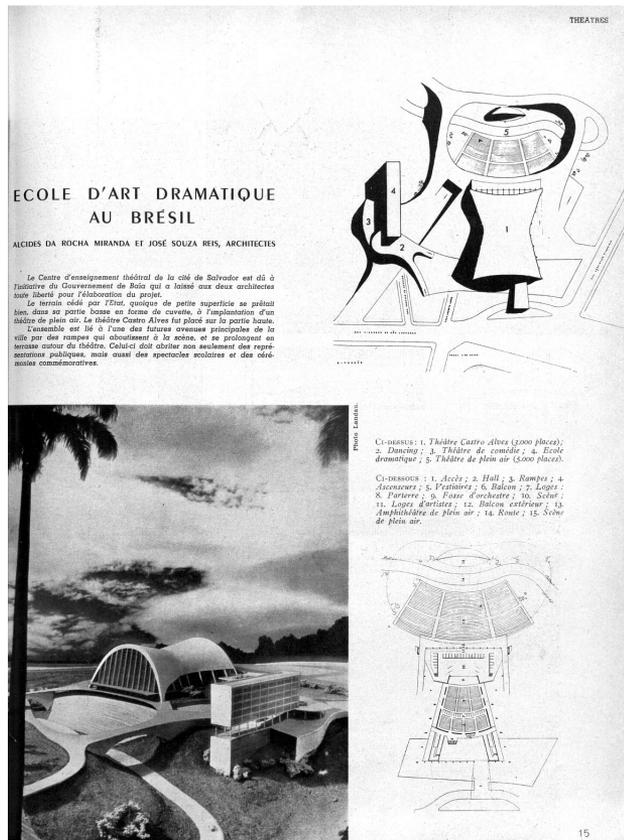 THEATRES
ECOLE D'ART DRAMATIQUE
AU BRÉSIL
ALCIDES DA ROCHA MIRANDA ET JOSÉ SOUZA REIS, ARCHITECTES
Le Centre d'enseignement théâtral de la cité de Salvador est dû à
l'initiative du Gouvernement de Baïa qui a laissé aux deux architectes
toute liberté pour l'élaboration du projet.
Le terrain cédé par l'Etat, quoique de petite superficie se prêtait
bien, dans sa partie basse en forme de cuvette, à l'implantation d'un
théâtre de plein air. Le théâtre Castro Alves fut placé sur la partie haute.
L'ensemble est lié à l'une des futures avenues principales de la
ville par des rampes qui aboutissent à la scène, et se prolongent en
terrasse autour du théâtre. Celui-ci doit abriter non seulement des repré-
sentations publiques, mais aussi des spectacles scolaires et des céré-
monies commémoratives.
5
4
3
2
1
Photo Landau.
CI-DESSUS : 1. Théâtre Castro Alves (3.000 places) ;
2. Dancing ; 3. Théâtre de comédie ; 4. Ecole
dramatique ; 5. Théâtre de plein air (5.000 places).
CI-DESSOUS : 1. Accès ; 2. Hall ; 3. Rampes ; 4.
Ascenseurs ; 5. Vestiaires ; 6. Balcon ; 7. Loges ;
8. Parterre ; 9. Fosse d'orchestre ; 10. Scène ;
11. Loges d'artistes ; 12. Balcon extérieur ; 13.
Amphithéâtre de plein air ; 14. Route ; 15. Scène
de plein air.
15